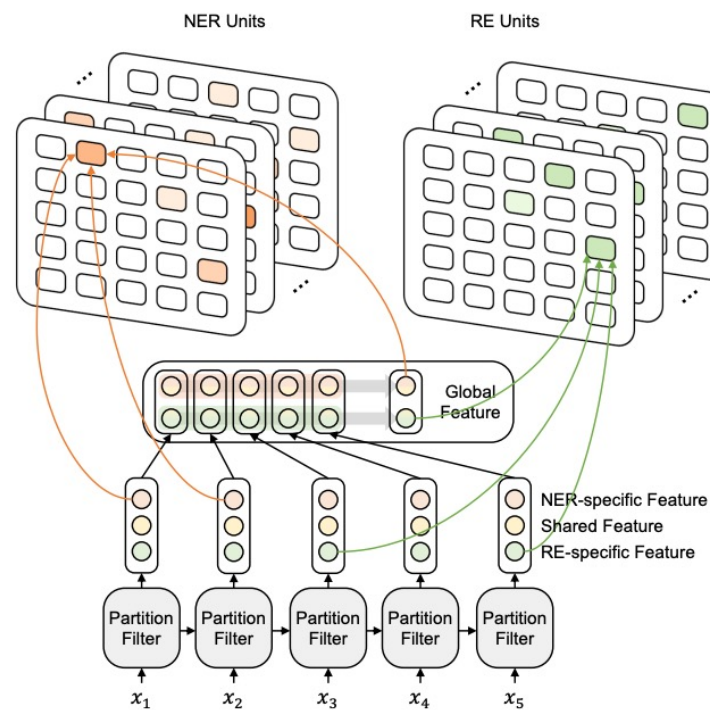 NER Units
RE Units
Global
Feature
NER-specific Feature
Shared Feature
RE-specific Feature
Partition
Filter
Partition
Filter
Partition
Filter
Partition
Filter
Partition
Filter
x₁
x₂
x₃
x₄
x₅